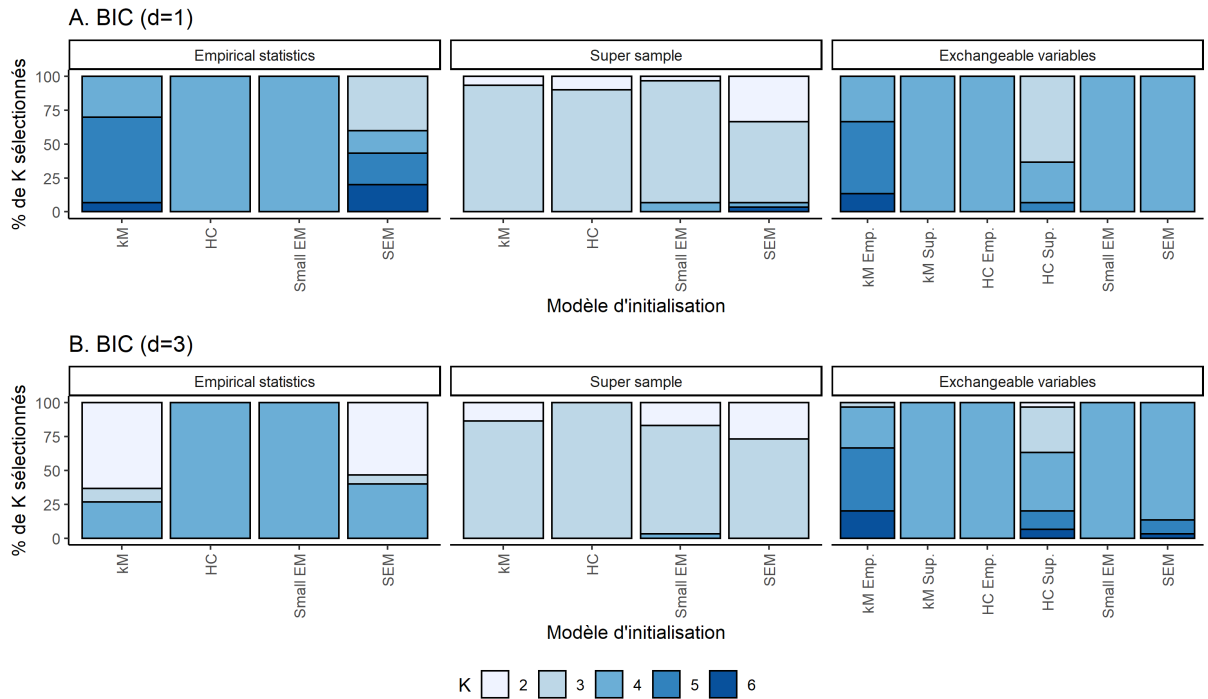 A. BIC (d=1)
Empirical statistics
Super sample
Exchangeable variables
% de K sélectionnés
100
75
50
25
0
kM
HC
Small EM
SEM
kM
HC
Small EM
SEM
kM Emp.
kM Sup.
HC Emp.
HC Sup.
Small EM
SEM
Modèle d'initialisation
B. BIC (d=3)
Empirical statistics
Super sample
Exchangeable variables
% de K sélectionnés
100
75
50
25
0
kM
HC
Small EM
SEM
kM
HC
Small EM
SEM
kM Emp.
kM Sup.
HC Emp.
HC Sup.
Small EM
SEM
Modèle d'initialisation
K 2 3 4 5 6